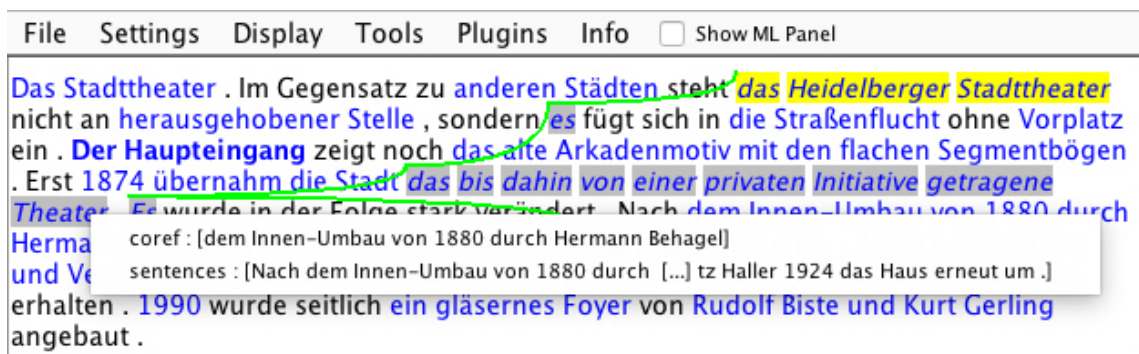 File Settings Display Tools Plugins Info Show ML Panel
Das Stadttheater . Im Gegensatz zu anderen Städten steht das Heidelberger Stadttheater
nicht an herausgehobener Stelle , sondern es fügt sich in die Straßenflucht ohne Vorplatz
ein . Der Haupteingang zeigt noch das alte Arkadenmotiv mit den flachen Segmentbögen
. Erst 1874 übernahm die Stadt das bis dahin von einer privaten Initiative getragene
Theater . Es wurde in der Folge stark verändert . Nach dem Innen-Umbau von 1880 durch
Herma
coref : [dem Innen-Umbau von 1880 durch Hermann Behagel]
und Ve
sentences : [Nach dem Innen-Umbau von 1880 durch [...] tz Haller 1924 das Haus erneut um .]
erhalten . 1990 wurde seitlich ein gläsernes Foyer von Rudolf Biste und Kurt Gerling
angebaut .